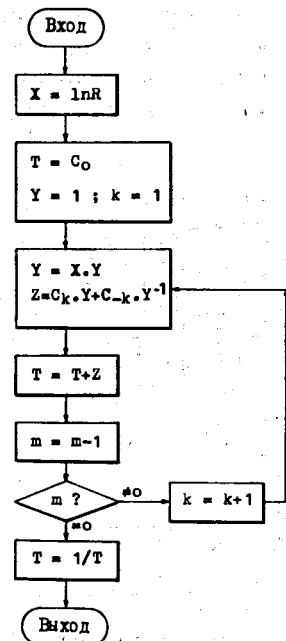 Вход
X = lnR
T = C₀
Y = 1 ; k = 1
Y = X.Y
Z=Cₖ.Y+C₋ₖ.Y⁻¹
T = T+Z
m = m-1
m ?
≠0
k = k+1
=0
T = 1/T
Выход